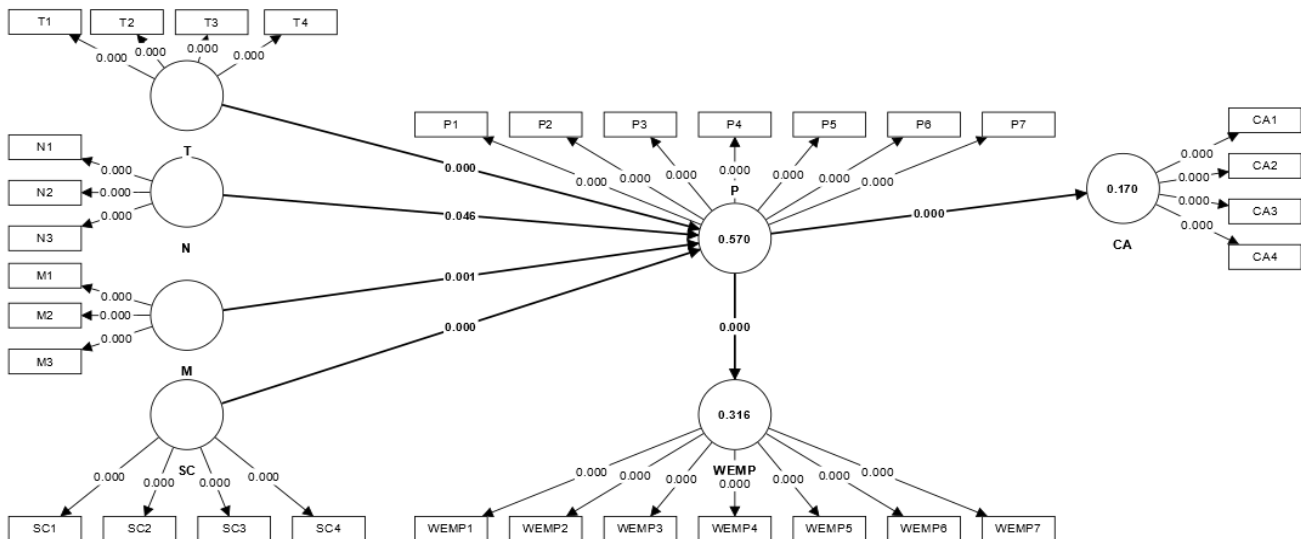 T1
T2
T3
T4
0.000
0.000
0.000
0.000
T
N1
N2
N3
0.000
0.000
0.000
N
M1
M2
M3
0.000
0.000
0.000
M
SC
0.000
0.000
0.000
0.000
SC1
SC2
SC3
SC4
0.000
0.046
0.001
0.000
P1
P2
P3
P4
P5
P6
P7
0.000
0.000
0.000
0.000
0.000
0.000
0.000
P
0.570
0.000
0.000
0.170
CA
0.000
0.000
0.000
0.000
CA1
CA2
CA3
CA4
0.316
WEMP
0.000
0.000
0.000
0.000
0.000
0.000
0.000
WEMP1
WEMP2
WEMP3
WEMP4
WEMP5
WEMP6
WEMP7